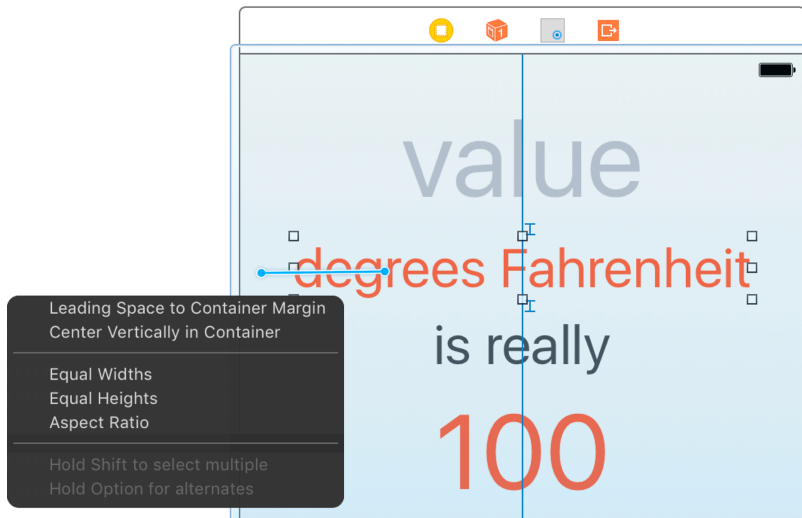 value
degrees Fahrenheit
is really
100
Leading Space to Container Margin
Center Vertically in Container
Equal Widths
Equal Heights
Aspect Ratio
Hold Shift to select multiple
Hold Option for alternates